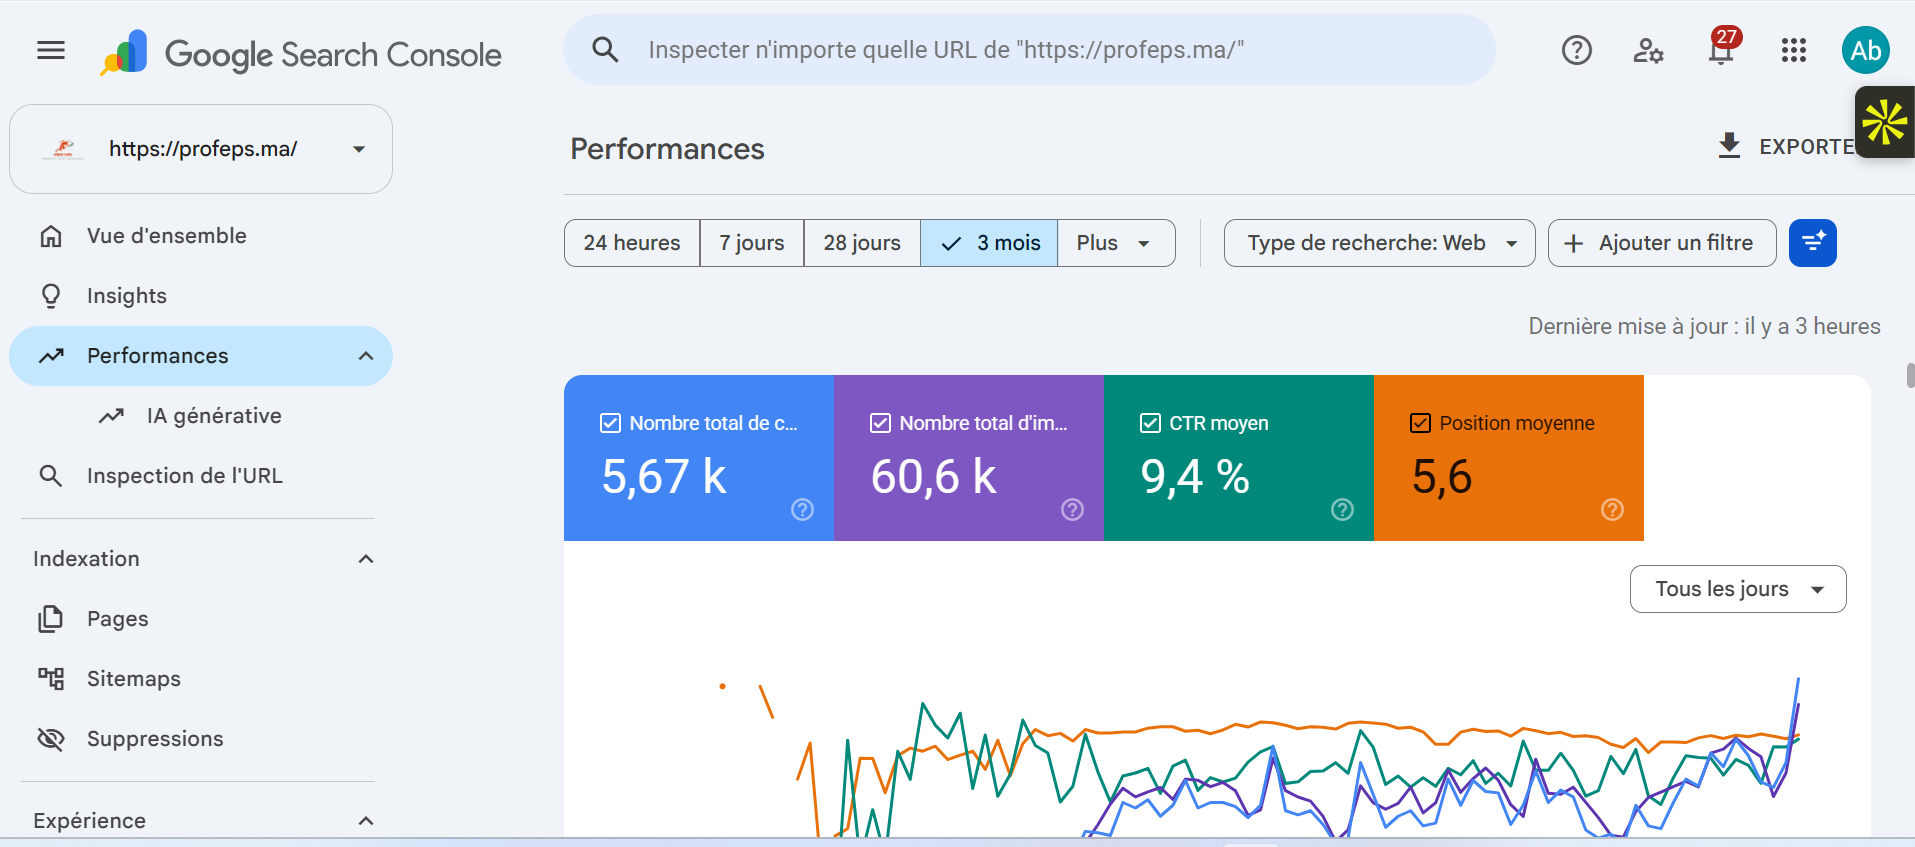 Google Search Console
Inspecter n'importe quelle URL de "https://profeps.ma/"
27
Ab
https://profeps.ma/
Performances
EXPORTE
Vue d'ensemble
Insights
Performances
IA générative
Inspection de l'URL
Indexation
Pages
Sitemaps
Suppressions
Expérience
24 heures
7 jours
28 jours
3 mois
Plus
Type de recherche: Web
Ajouter un filtre
Dernière mise à jour : il y a 3 heures
Nombre total de c...
5,67 k
Nombre total d'im...
60,6 k
CTR moyen
9,4 %
Position moyenne
5,6
Tous les jours